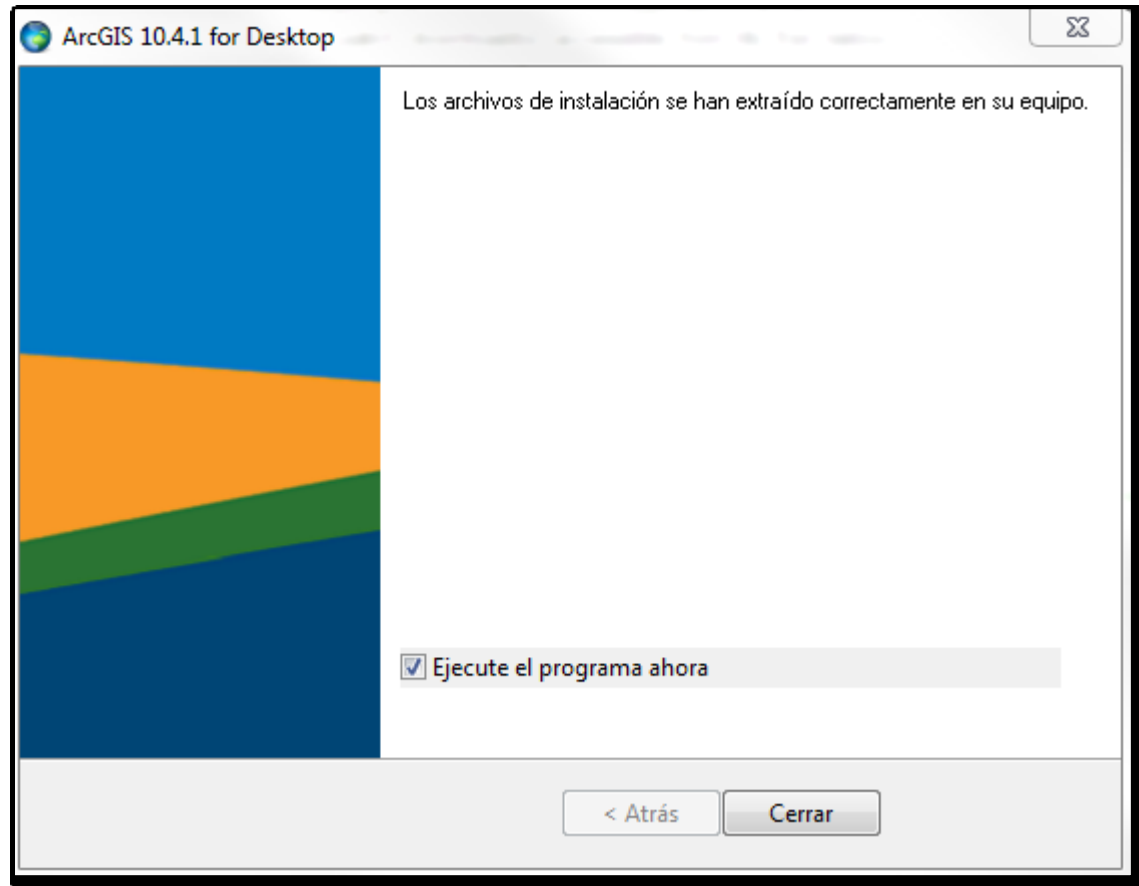 ArcGIS 10.4.1 for Desktop
Los archivos de instalación se han extraído correctamente en su equipo.
Ejecute el programa ahora
< Atrás
Cerrar